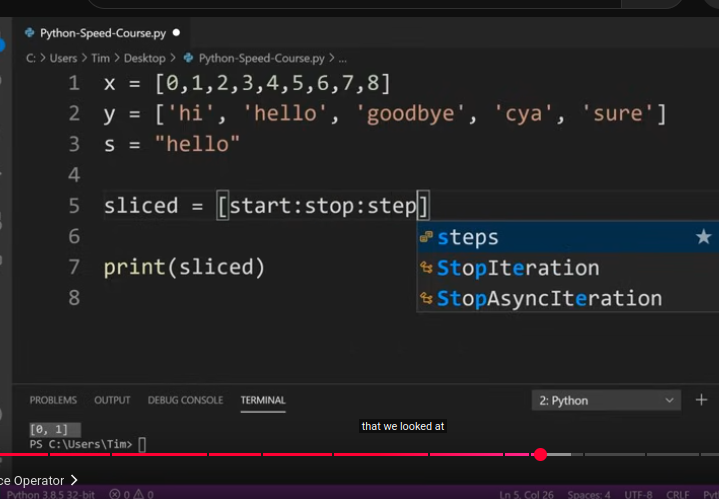 Python-Speed-Course.py ●
C: > Users > Tim > Desktop > Python-Speed-Course.py > ...
1 x = [0,1,2,3,4,5,6,7,8]
2 y = ['hi', 'hello', 'goodbye', 'cya', 'sure']
3 s = "hello"
4
5 sliced = [start:stop:step]
steps
6
StopIteration
7 print(sliced)
StopAsyncIteration
8
PROBLEMS OUTPUT DEBUG CONSOLE TERMINAL 2: Python
that we looked at
[0, 1]
PS C:\Users\Tim>
ce Operator >
Python 3.8.5 32-bit 0 0 Ln 5, Col 26 Spaces: 4 UTF-8 CRLF Pyt